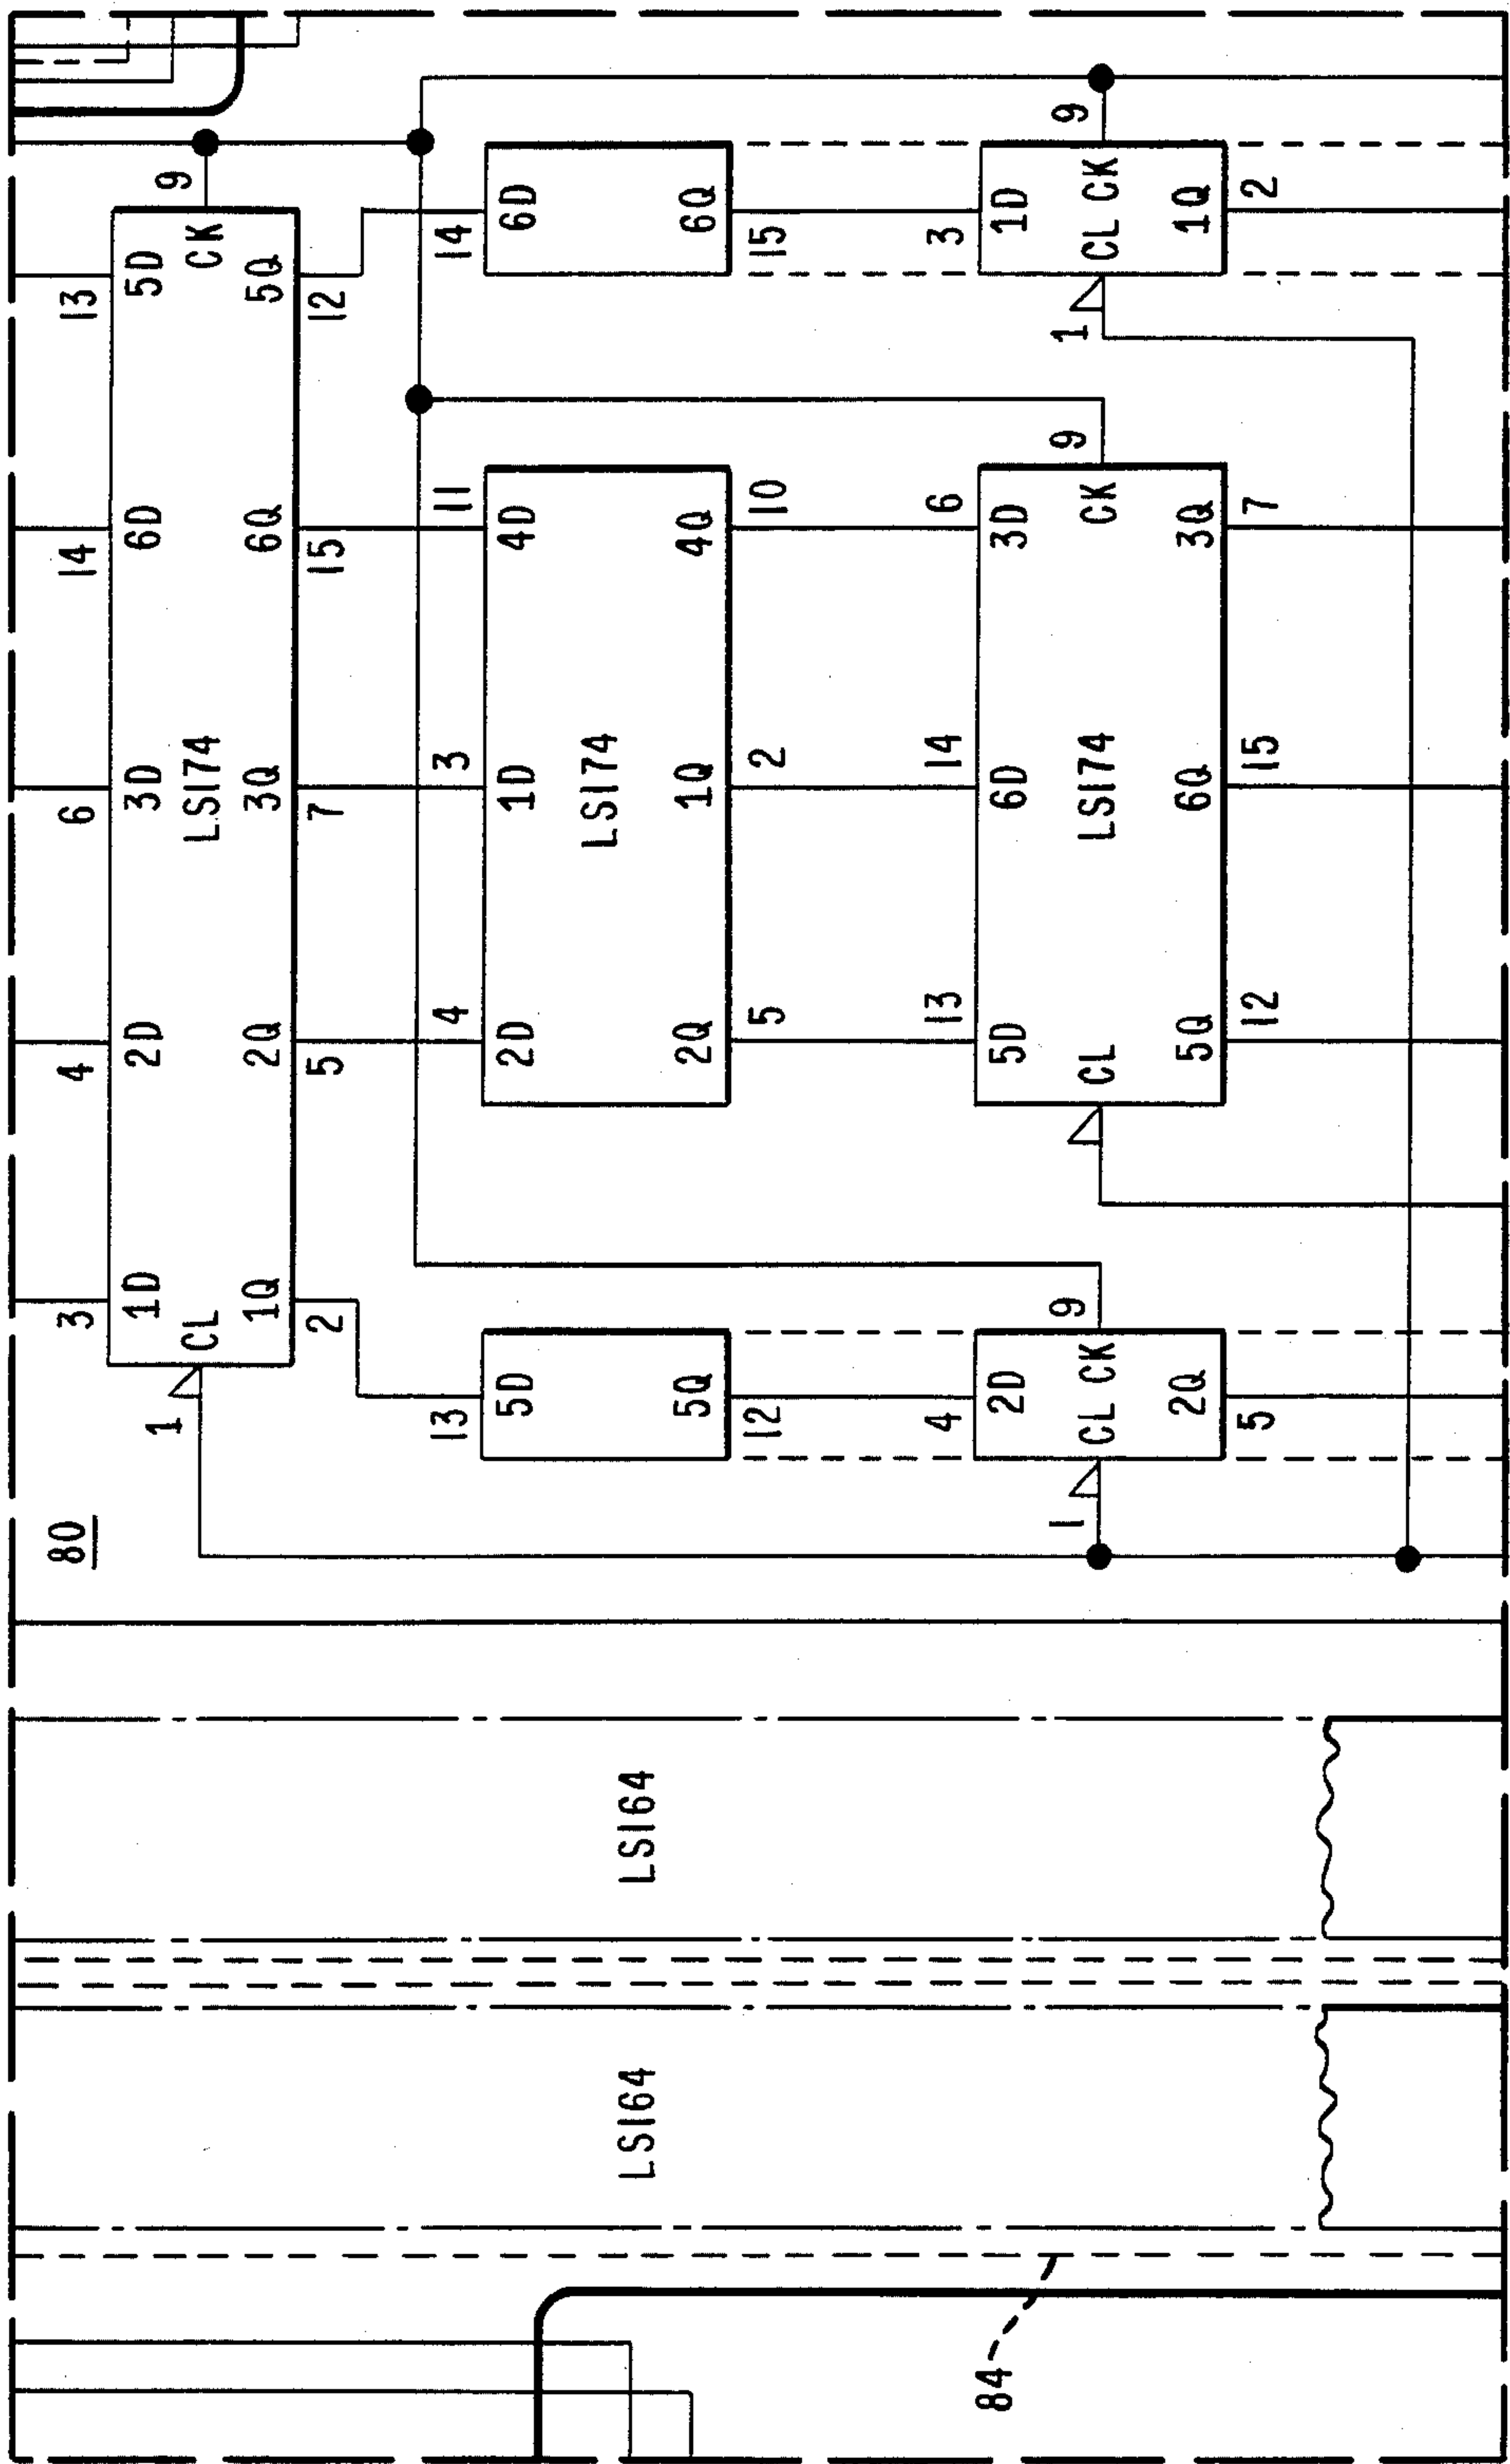 80 3 4 6 14 13
1D 2D 3D 6D 5D
1 9
CL LS174 CK
1Q 2Q 3Q 6Q 5Q
2 5 7 15 12
13 4 3 11 14
5D 2D 1D 4D 6D
LS174
LS164 LS164
5Q 2Q 1Q 4Q 6Q
12 5 2 10 15
4 13 14 6 3
84
2D 5D 6D 3D 1D
1 9 9 1 9
CL CK CL LS174 CK CL CK
2Q 5Q 6Q 3Q 1Q
5 12 15 7 2